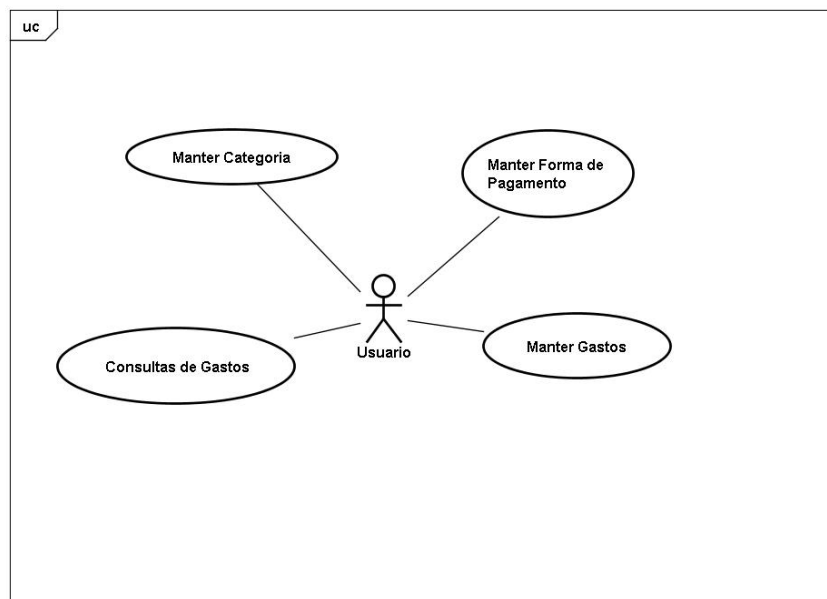 uc
Manter Categoria
Manter Forma de
Pagamento
Usuario
Consultas de Gastos
Manter Gastos